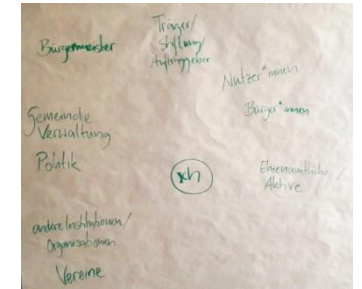 Bürgermeister
Träger/
Stiftung/
Auftraggeber
Nutzer*innen
Bürger*innen
Gemeinde
Verwaltung
Politik
Ich
Ehrenamtliche /
Aktive
andere Institutionen/
Organisationen
Vereine